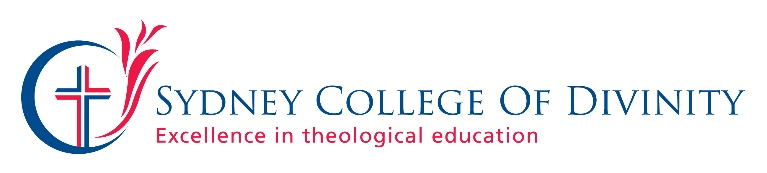 SYDNEY COLLEGE OF DIVINITY
Excellence in theological education